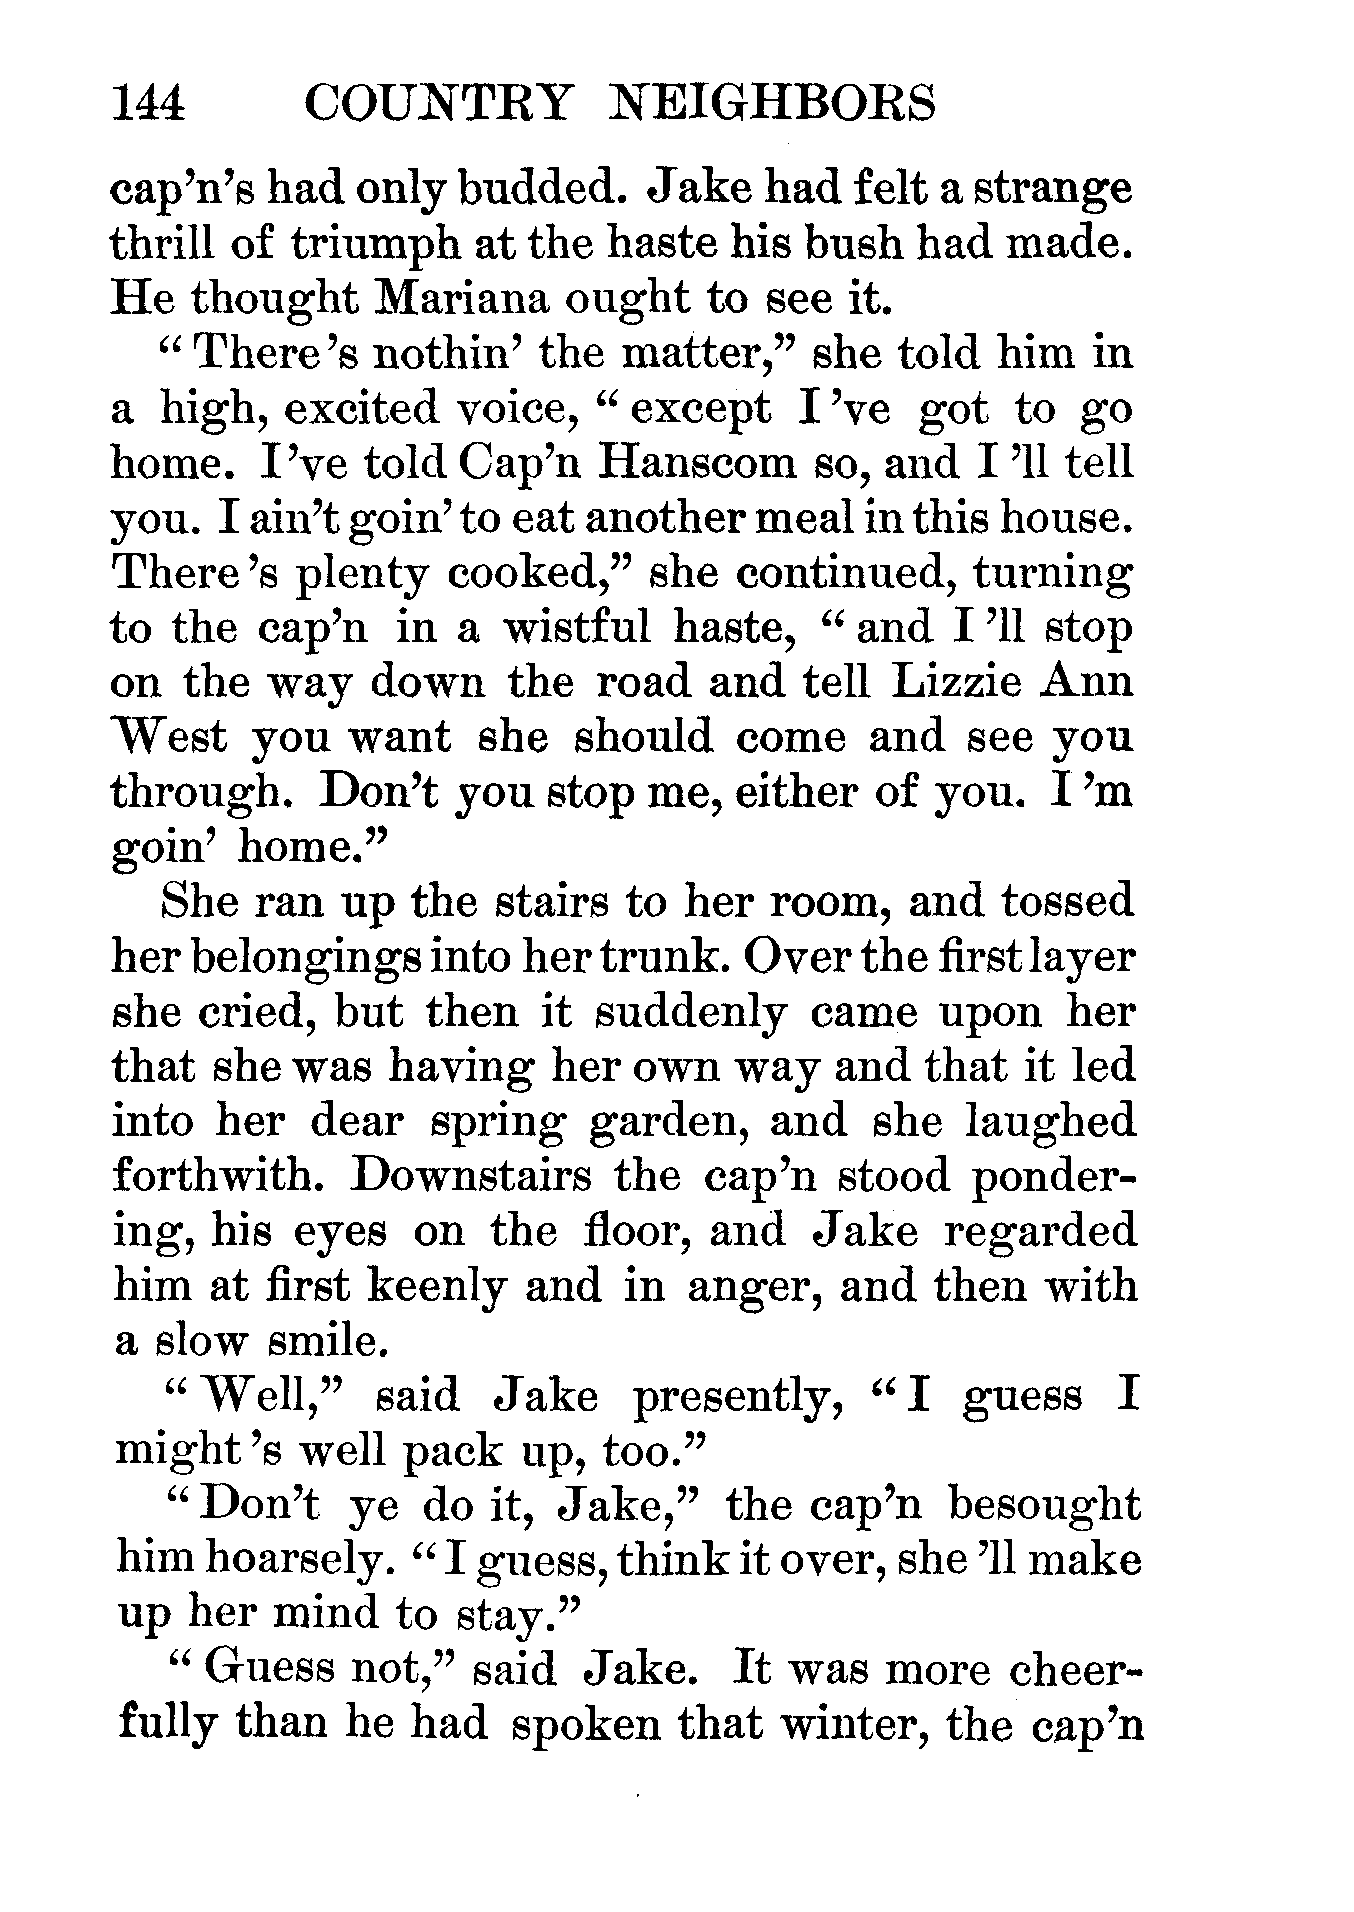 144 COUNTRY NEIGHBORS
cap'n's had only budded. Jake had felt a strange
thrill of triumph at the haste his bush had made.
He thought Mariana ought to see it.
"There's nothin' the matter," she told him in
a high, excited voice, "except I've got to go
home. I've told Cap'n Hanscom so, and I'll tell
you. I ain't goin' to eat another meal in this house.
There's plenty cooked," she continued, turning
to the cap'n in a wistful haste, "and I'll stop
on the way down the road and tell Lizzie Ann
West you want she should come and see you
through. Don't you stop me, either of you. I'm
goin' home."
She ran up the stairs to her room, and tossed
her belongings into her trunk. Over the first layer
she cried, but then it suddenly came upon her
that she was having her own way and that it led
into her dear spring garden, and she laughed
forthwith. Downstairs the cap'n stood ponder-
ing, his eyes on the floor, and Jake regarded
him at first keenly and in anger, and then with
a slow smile.
"Well," said Jake presently, "I guess I
might's well pack up, too."
"Don't ye do it, Jake," the cap'n besought
him hoarsely. "I guess, think it over, she'll make
up her mind to stay."
"Guess not," said Jake. It was more cheer-
fully than he had spoken that winter, the cap'n